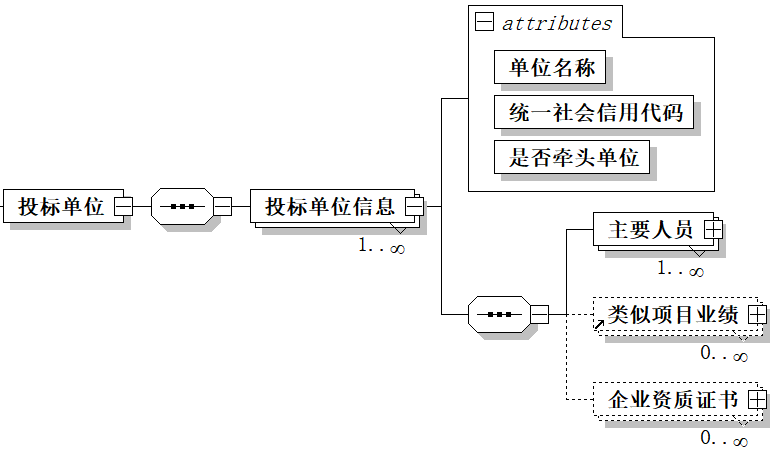 attributes
单位名称
统一社会信用代码
是否牵头单位
投标单位
投标单位信息
1..∞
主要人员
1..∞
类似项目业绩
0..∞
企业资质证书
0..∞